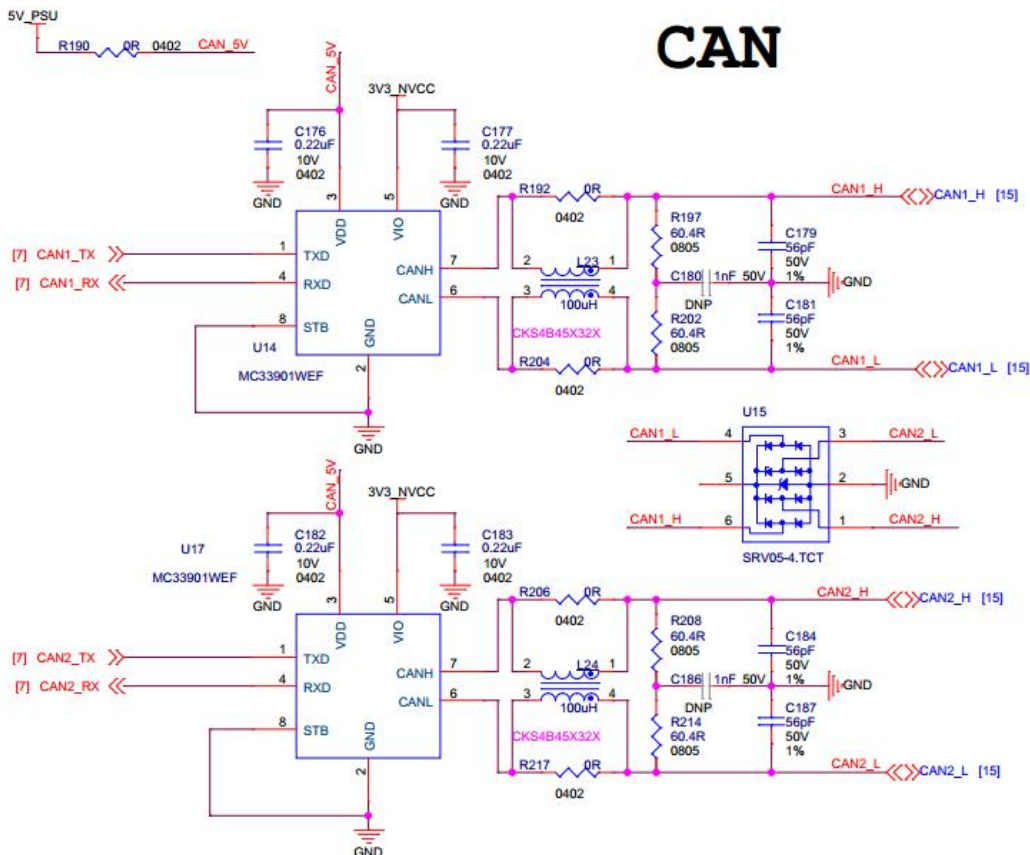 CAN
5V_PSU
R190 0R 0402 CAN_5V
CAN_5V
3V3_NVCC
C176
0.22uF
10V
0402
GND
C177
0.22uF
10V
0402
GND
3
5
VDD
VIO
[7] CAN1_TX 1 TXD
[7] CAN1_RX 4 RXD
8 STB
CANH 7
CANL 6
GND
2
U14
MC33901WEF
GND
R192 0R
0402
2 L23 1
3 4
100uH
CKS4B45X32X
R204 0R
0402
R197
60.4R
0805
C180 1nF 50V
DNP
R202
60.4R
0805
C179
56pF
50V
1%
GND
C181
56pF
50V
1%
CAN1_H CAN1_H [15]
CAN1_L CAN1_L [15]
U15
CAN1_L 4 3 CAN2_L
5 2 GND
CAN1_H 6 1 CAN2_H
SRV05-4.TCT
CAN_5V
3V3_NVCC
U17
MC33901WEF
C182
0.22uF
10V
0402
GND
C183
0.22uF
10V
0402
GND
3
5
VDD
VIO
[7] CAN2_TX 1 TXD
[7] CAN2_RX 4 RXD
8 STB
CANH 7
CANL 6
GND
2
GND
R206 0R
0402
2 L24 1
3 4
100uH
CKS4B45X32X
R217 0R
0402
R208
60.4R
0805
C186 1nF 50V
DNP
R214
60.4R
0805
C184
56pF
50V
1%
GND
C187
56pF
50V
1%
CAN2_H CAN2_H [15]
CAN2_L CAN2_L [15]